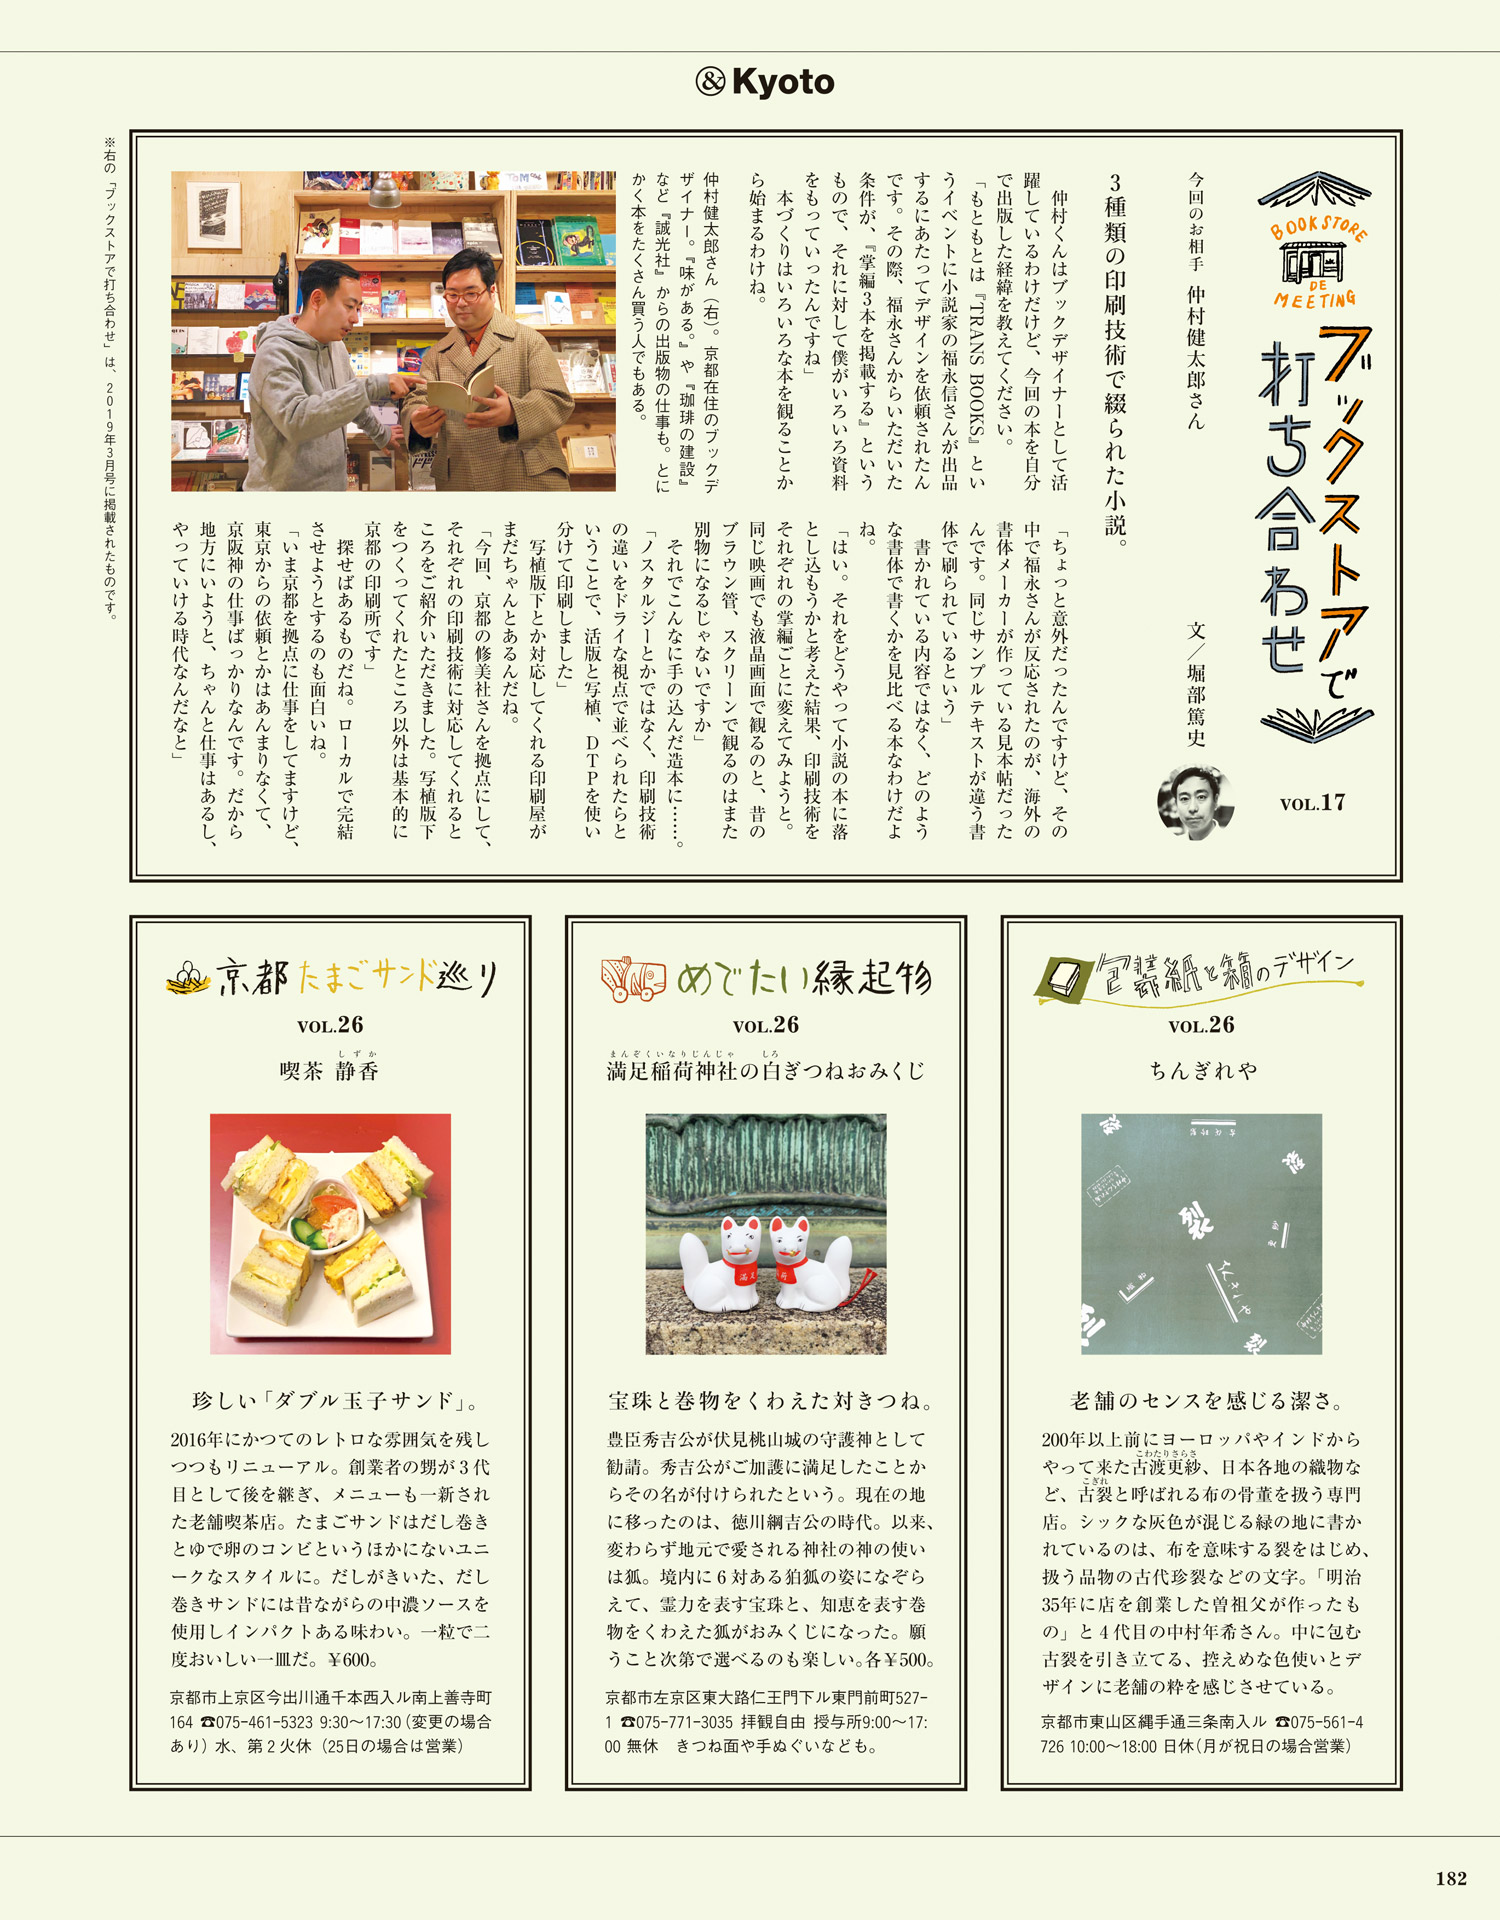 & Kyoto
BOOK STORE
DE
MEETING
ブックストアで
打ち合わせ
VOL.17
今回のお相手 仲村健太郎さん
文／堀部篤史
3種類の印刷技術で綴られた小説。
仲村くんはブックデザイナーとして活
躍しているわけだけど、今回の本を自分
で出版した経緯を教えてください。
「もともとは『TRANS BOOKS』とい
うイベントに小説家の福永信さんが出品
するにあたってデザインを依頼されたん
です。その際、福永さんからいただいた
条件が、『掌編3本を掲載する』という
もので、それに対して僕がいろいろ資料
をもっていったんですね」
本づくりはいろいろな本を観ることか
ら始まるわけね。
仲村健太郎さん（右）。京都在住のブックデ
ザイナー。『味がある。』や『珈琲の建設』
など『誠光社』からの出版物の仕事も。とに
かく本をたくさん買う人でもある。
「ちょっと意外だったんですけど、その
中で福永さんが反応されたのが、海外の
書体メーカーが作っている見本帖だった
んです。同じサンプルテキストが違う書
体で刷られているという」
書かれている内容ではなく、どのよう
な書体で書くかを見比べる本なわけだよ
ね。
「はい。それをどうやって小説の本に落
とし込もうかと考えた結果、印刷技術を
それぞれの掌編ごとに変えてみようと。
同じ映画でも液晶画面で観るのと、昔の
ブラウン管、スクリーンで観るのはまた
別物になるじゃないですか」
それでこんなに手の込んだ造本に……。
「ノスタルジーとかではなく、印刷技術
の違いをドライな視点で並べられたらと
いうことで、活版と写植、DTPを使い
分けて印刷しました」
写植版下とか対応してくれる印刷屋が
まだちゃんとあるんだね。
「今回、京都の修美社さんを拠点にして、
それぞれの印刷技術に対応してくれると
ころをご紹介いただきました。写植版下
をつくってくれたところ以外は基本的に
京都の印刷所です」
探せばあるものだね。ローカルで完結
させようとするのも面白いね。
「いま京都を拠点に仕事をしてますけど、
東京からの依頼とかはあんまりなくて、
京阪神の仕事ばっかりなんです。だから
地方にいようと、ちゃんと仕事はあるし、
やっていける時代なんだなと」
※右の「ブックストアで打ち合わせ」は、2019年3月号に掲載されたものです。
包装紙と箱のデザイン
VOL.26
ちんぎれや
裂
老舗のセンスを感じる潔さ。
200年以上前にヨーロッパやインドから
やって来た古渡更紗、日本各地の織物な
こわたりさらさ
ど、古裂と呼ばれる布の骨董を扱う専門
こぎれ
店。シックな灰色が混じる緑の地に書か
れているのは、布を意味する裂をはじめ、
扱う品物の古代珍裂などの文字。「明治
35年に店を創業した曽祖父が作ったも
の」と4代目の中村年希さん。中に包む
古裂を引き立てる、控えめな色使いとデ
ザインに老舗の粋を感じさせている。
京都市東山区縄手通三条南入ル ☎075-561-4
726 10:00〜18:00 日休（月が祝日の場合営業）
めでたい縁起物
VOL.26
まんぞくいなりじんじゃ しろ
満足稲荷神社の白ぎつねおみくじ
宝珠と巻物をくわえた対きつね。
豊臣秀吉公が伏見桃山城の守護神として
勧請。秀吉公がご加護に満足したことか
らその名が付けられたという。現在の地
に移ったのは、徳川綱吉公の時代。以来、
変わらず地元で愛される神社の神の使い
は狐。境内に6対ある狛狐の姿になぞら
えて、霊力を表す宝珠と、知恵を表す巻
物をくわえた狐がおみくじになった。願
うこと次第で選べるのも楽しい。各￥500。
京都市左京区東大路仁王門下ル東門前町527-
1 ☎075-771-3035 拝観自由 授与所9:00〜17:
00 無休 きつね面や手ぬぐいなども。
京都たまごサンド巡り
VOL.26
しずか
喫茶 静香
珍しい「ダブル玉子サンド」。
2016年にかつてのレトロな雰囲気を残し
つつもリニューアル。創業者の甥が3代
目として後を継ぎ、メニューも一新され
た老舗喫茶店。たまごサンドはだし巻き
とゆで卵のコンビというほかにないユニ
ークなスタイルに。だしがきいた、だし
巻きサンドには昔ながらの中濃ソースを
使用しインパクトある味わい。一粒で二
度おいしい一皿だ。￥600。
京都市上京区今出川通千本西入ル南上善寺町
164 ☎075-461-5323 9:30〜17:30（変更の場合
あり）水、第2火休（25日の場合は営業）
182